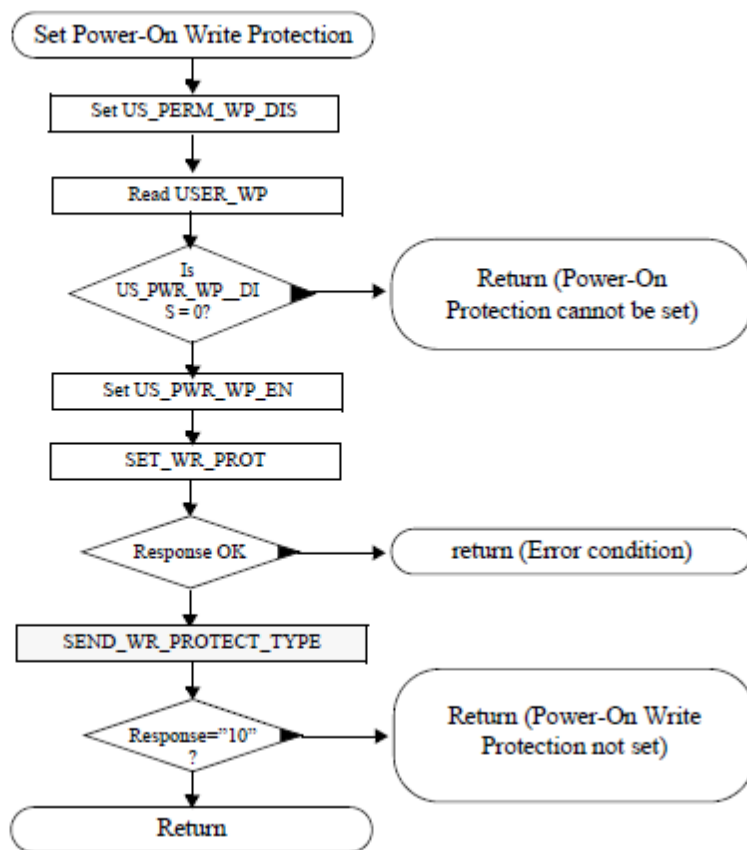 Set Power-On Write Protection
Set US_PERM_WP_DIS
Read USER_WP
Is
US_PWR_WP__DI
S = 0?
Return (Power-On
Protection cannot be set)
Set US_PWR_WP_EN
SET_WR_PROT
Response OK
return (Error condition)
SEND_WR_PROTECT_TYPE
Response=”10”
?
Return (Power-On Write
Protection not set)
Return